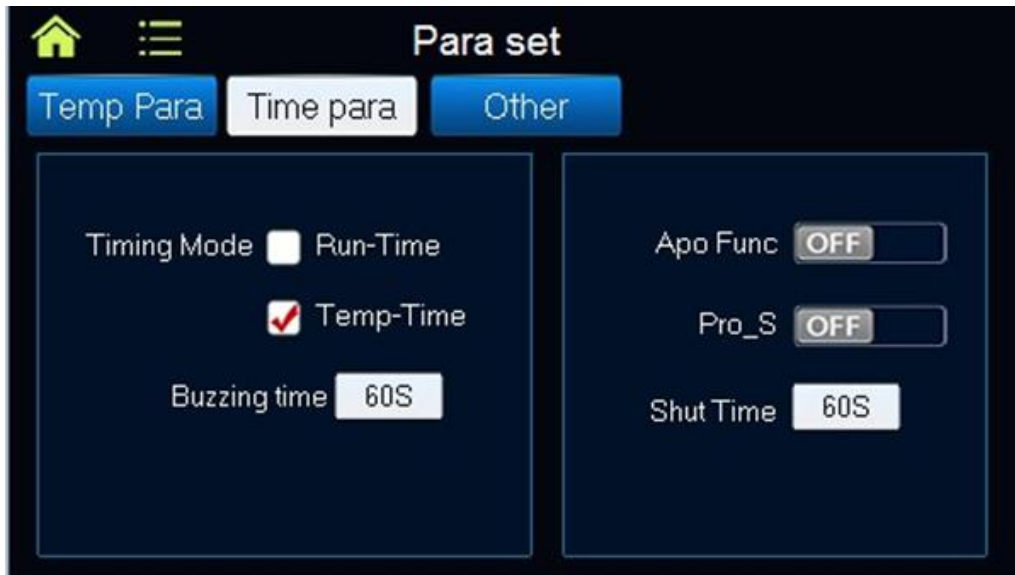 Para set
Temp Para
Time para
Other
Timing Mode Run-Time
Temp-Time
Buzzing time 60S
Apo Func OFF
Pro_S OFF
Shut Time 60S